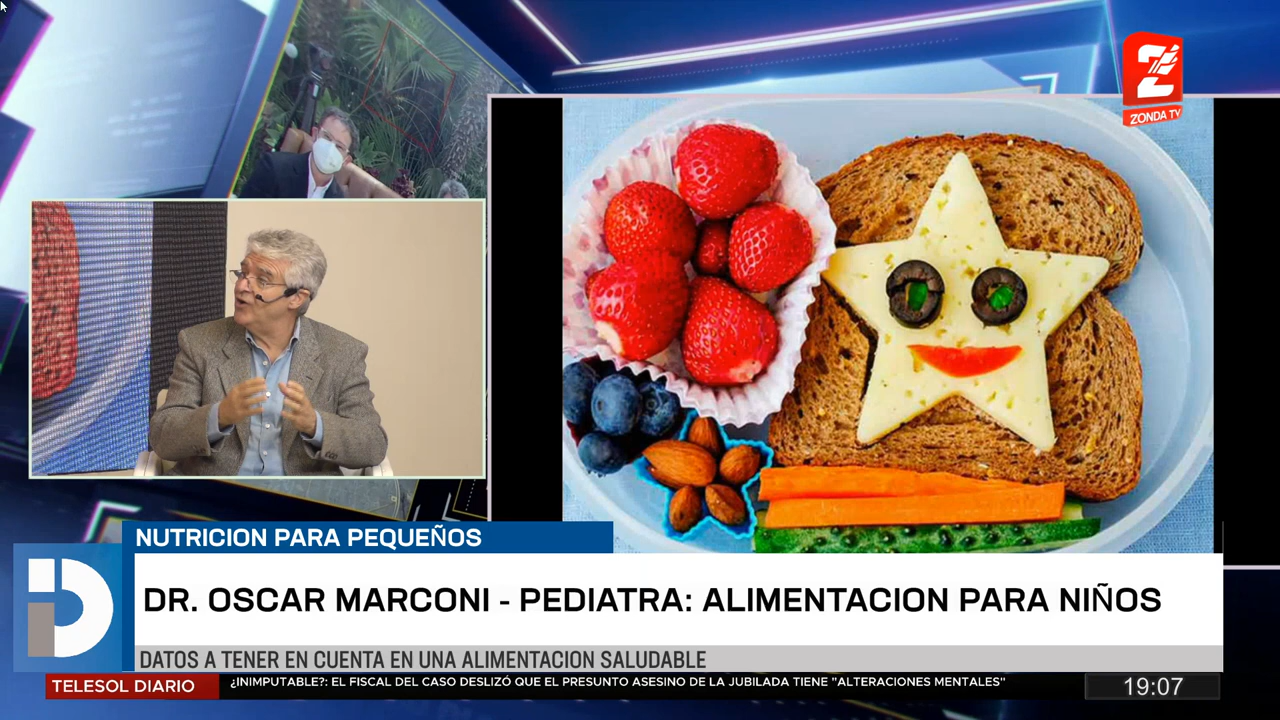 ZONDA TV
NUTRICION PARA PEQUEÑOS
DR. OSCAR MARCONI - PEDIATRA: ALIMENTACION PARA NIÑOS
DATOS A TENER EN CUENTA EN UNA ALIMENTACION SALUDABLE
TELESOL DIARIO
¿INIMPUTABLE?: EL FISCAL DEL CASO DESLIZÓ QUE EL PRESUNTO ASESINO DE LA JUBILADA TIENE "ALTERACIONES MENTALES"
19:07